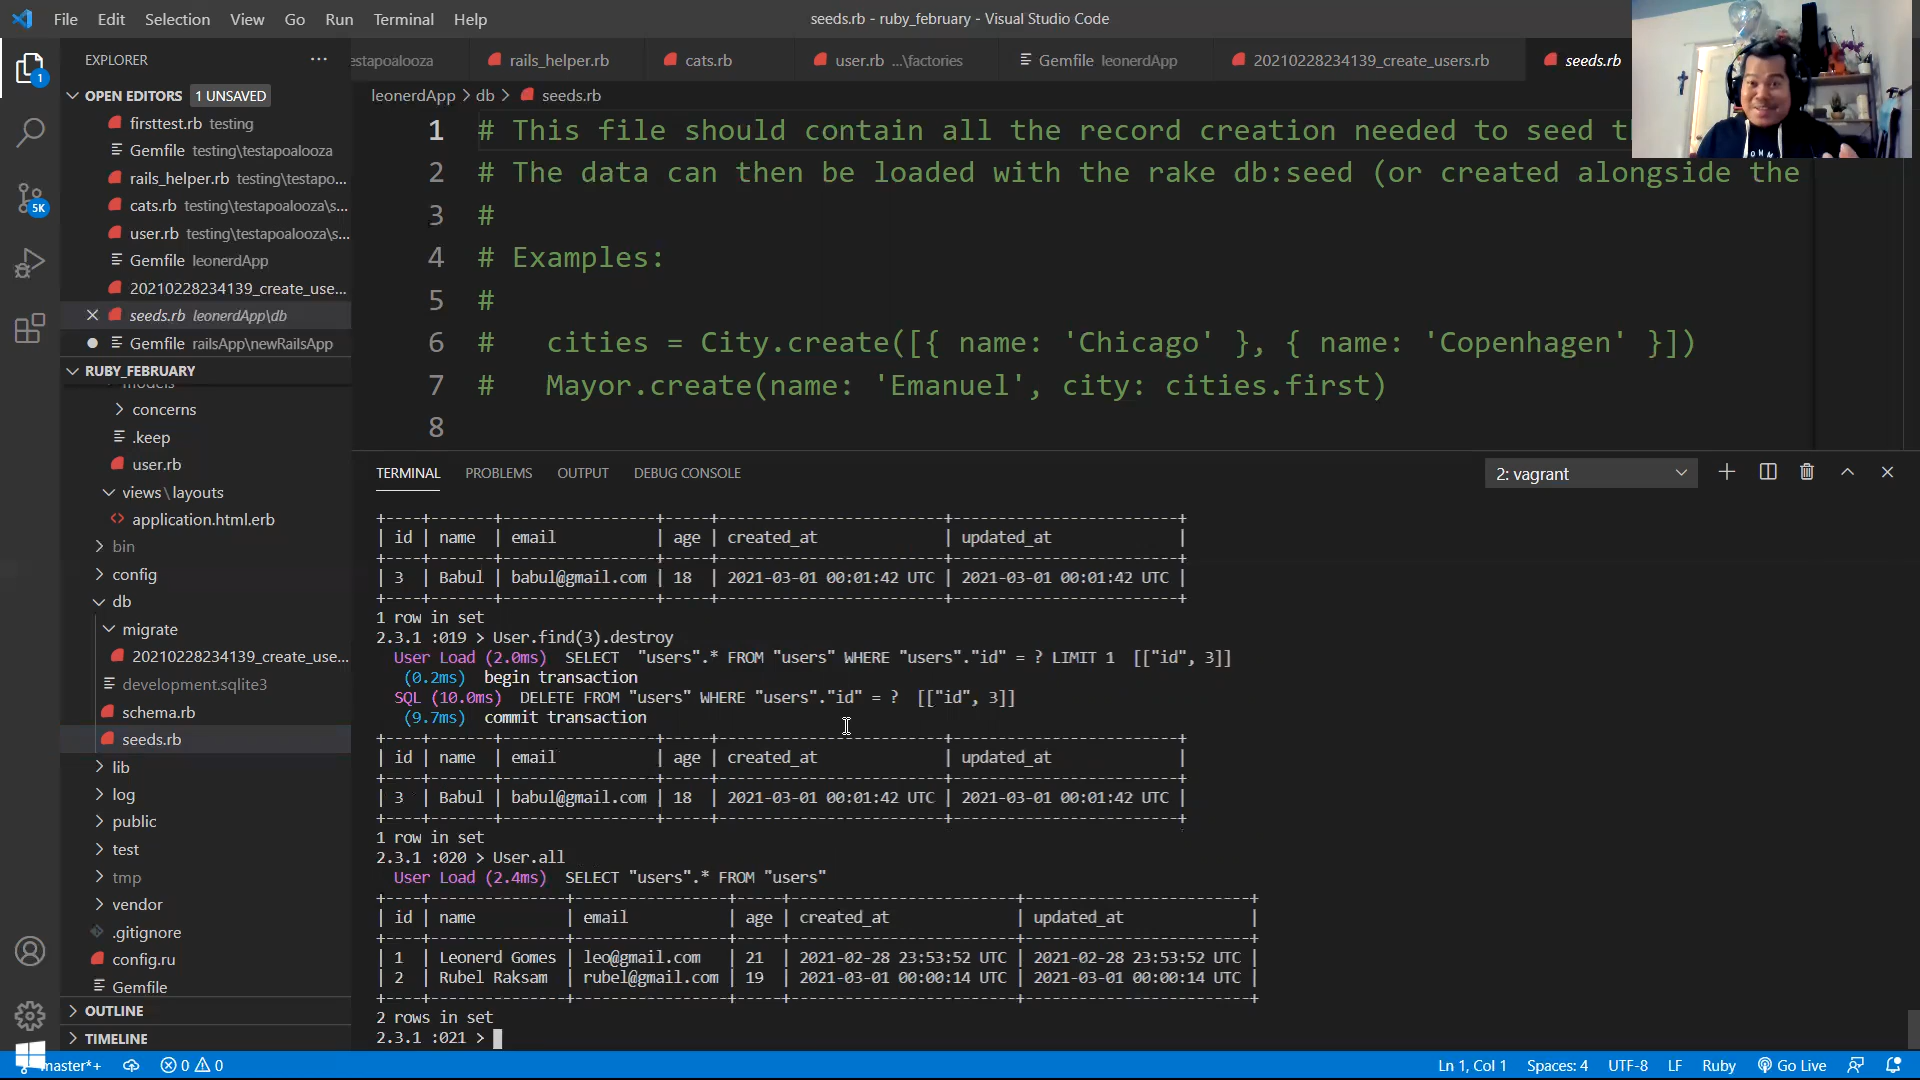 File Edit Selection View Go Run Terminal Help
seeds.rb - ruby_february - Visual Studio Code
EXPLORER ...
OPEN EDITORS 1 UNSAVED
firsttest.rb testing
Gemfile testing\testapoalooza
rails_helper.rb testing\testapo...
cats.rb testing\testapoalooza\s...
user.rb testing\testapoalooza\s...
Gemfile leonerdApp
20210228234139_create_use...
seeds.rb leonerdApp\db
Gemfile railsApp\newRailsApp
RUBY_FEBRUARY
models
concerns
.keep
user.rb
views\layouts
application.html.erb
bin
config
db
migrate
20210228234139_create_use...
development.sqlite3
schema.rb
seeds.rb
lib
log
public
test
tmp
vendor
.gitignore
config.ru
Gemfile
OUTLINE
TIMELINE
1
5K
estapoalooza rails_helper.rb cats.rb user.rb ...\factories Gemfile leonerdApp 20210228234139_create_users.rb seeds.rb
leonerdApp > db > seeds.rb
1 # This file should contain all the record creation needed to seed t
2 # The data can then be loaded with the rake db:seed (or created alongside the
3 #
4 # Examples:
5 #
6 #   cities = City.create([{ name: 'Chicago' }, { name: 'Copenhagen' }])
7 #   Mayor.create(name: 'Emanuel', city: cities.first)
8
TERMINAL PROBLEMS OUTPUT DEBUG CONSOLE 2: vagrant
+----+-------+-----------------+-----+-------------------------+-------------------------+
| id | name  | email           | age | created_at              | updated_at              |
+----+-------+-----------------+-----+-------------------------+-------------------------+
| 3  | Babul | babul@gmail.com | 18  | 2021-03-01 00:01:42 UTC | 2021-03-01 00:01:42 UTC |
+----+-------+-----------------+-----+-------------------------+-------------------------+
1 row in set
2.3.1 :019 > User.find(3).destroy
User Load (2.0ms)  SELECT  "users".* FROM "users" WHERE "users"."id" = ? LIMIT 1  [["id", 3]]
(0.2ms)  begin transaction
SQL (10.0ms)  DELETE FROM "users" WHERE "users"."id" = ?  [["id", 3]]
(9.7ms)  commit transaction
+----+-------+-----------------+-----+-------------------------+-------------------------+
| id | name  | email           | age | created_at              | updated_at              |
+----+-------+-----------------+-----+-------------------------+-------------------------+
| 3  | Babul | babul@gmail.com | 18  | 2021-03-01 00:01:42 UTC | 2021-03-01 00:01:42 UTC |
+----+-------+-----------------+-----+-------------------------+-------------------------+
1 row in set
2.3.1 :020 > User.all
User Load (2.4ms)  SELECT "users".* FROM "users"
+----+---------------+-----------------+-----+-------------------------+-------------------------+
| id | name          | email           | age | created_at              | updated_at              |
+----+---------------+-----------------+-----+-------------------------+-------------------------+
| 1  | Leonerd Gomes | leo@gmail.com   | 21  | 2021-02-28 23:53:52 UTC | 2021-02-28 23:53:52 UTC |
| 2  | Rubel Raksam  | rubel@gmail.com | 19  | 2021-03-01 00:00:14 UTC | 2021-03-01 00:00:14 UTC |
+----+---------------+-----------------+-----+-------------------------+-------------------------+
2 rows in set
2.3.1 :021 >
master*+ 0 0 Ln 1, Col 1 Spaces: 4 UTF-8 LF Ruby Go Live